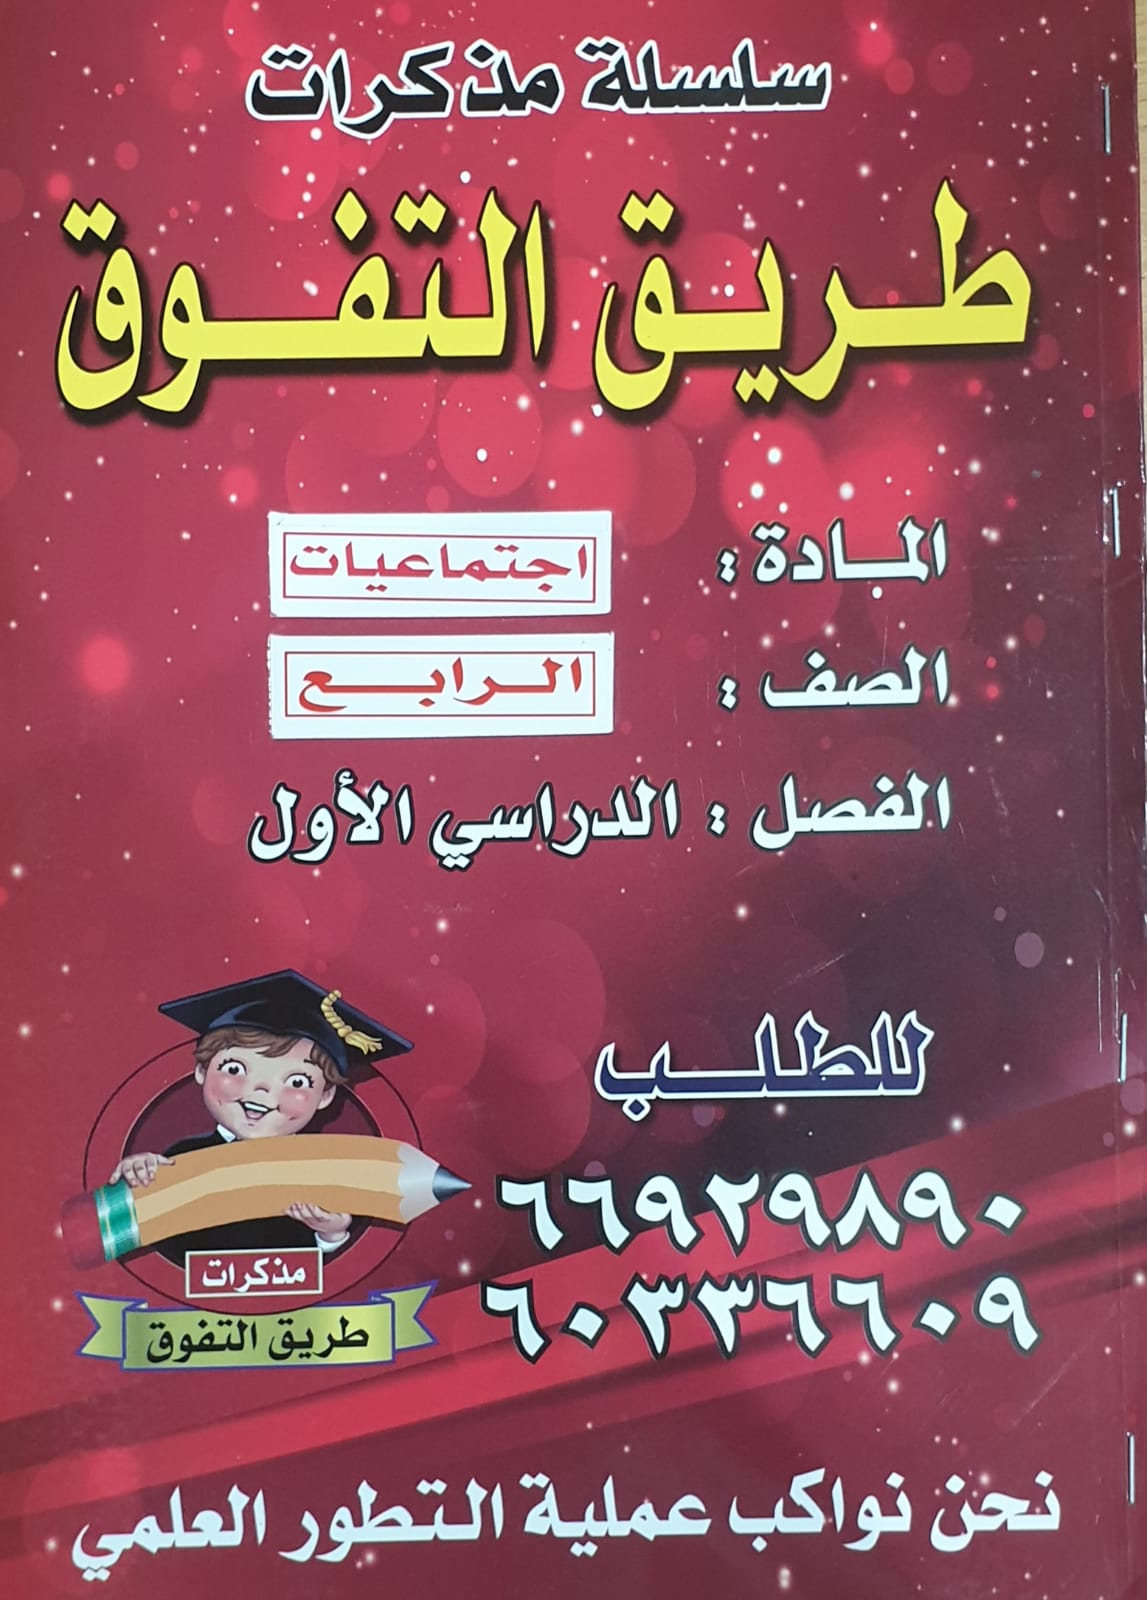 سلسلة مذكرات
طريق التفوق
المادة : اجتماعيات
الصف : الرابع
الفصل : الدراسي الأول
للطلب
٦٦٩٢٩٨٩٠
٦٠٣٣٦٦٠٩
مذكرات
طريق التفوق
نحن نواكب عملية التطور العلمي